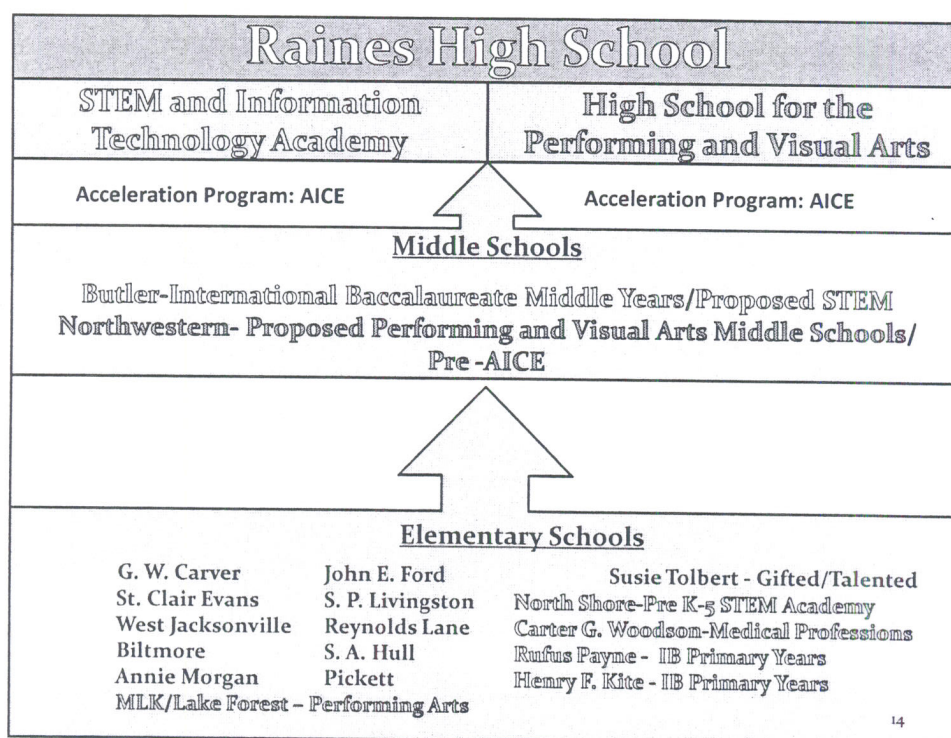 Raines High School
STEM and Information
Technology Academy
High School for the
Performing and Visual Arts
Acceleration Program: AICE
Acceleration Program: AICE
Middle Schools
Butler-International Baccalaureate Middle Years/Proposed STEM
Northwestern- Proposed Performing and Visual Arts Middle Schools/
Pre -AICE
Elementary Schools
G. W. Carver
St. Clair Evans
West Jacksonville
Biltmore
Annie Morgan
MLK/Lake Forest – Performing Arts
John E. Ford
S. P. Livingston
Reynolds Lane
S. A. Hull
Pickett
Susie Tolbert - Gifted/Talented
North Shore-Pre K-5 STEM Academy
Carter G. Woodson-Medical Professions
Rufus Payne - IB Primary Years
Henry F. Kite - IB Primary Years
14